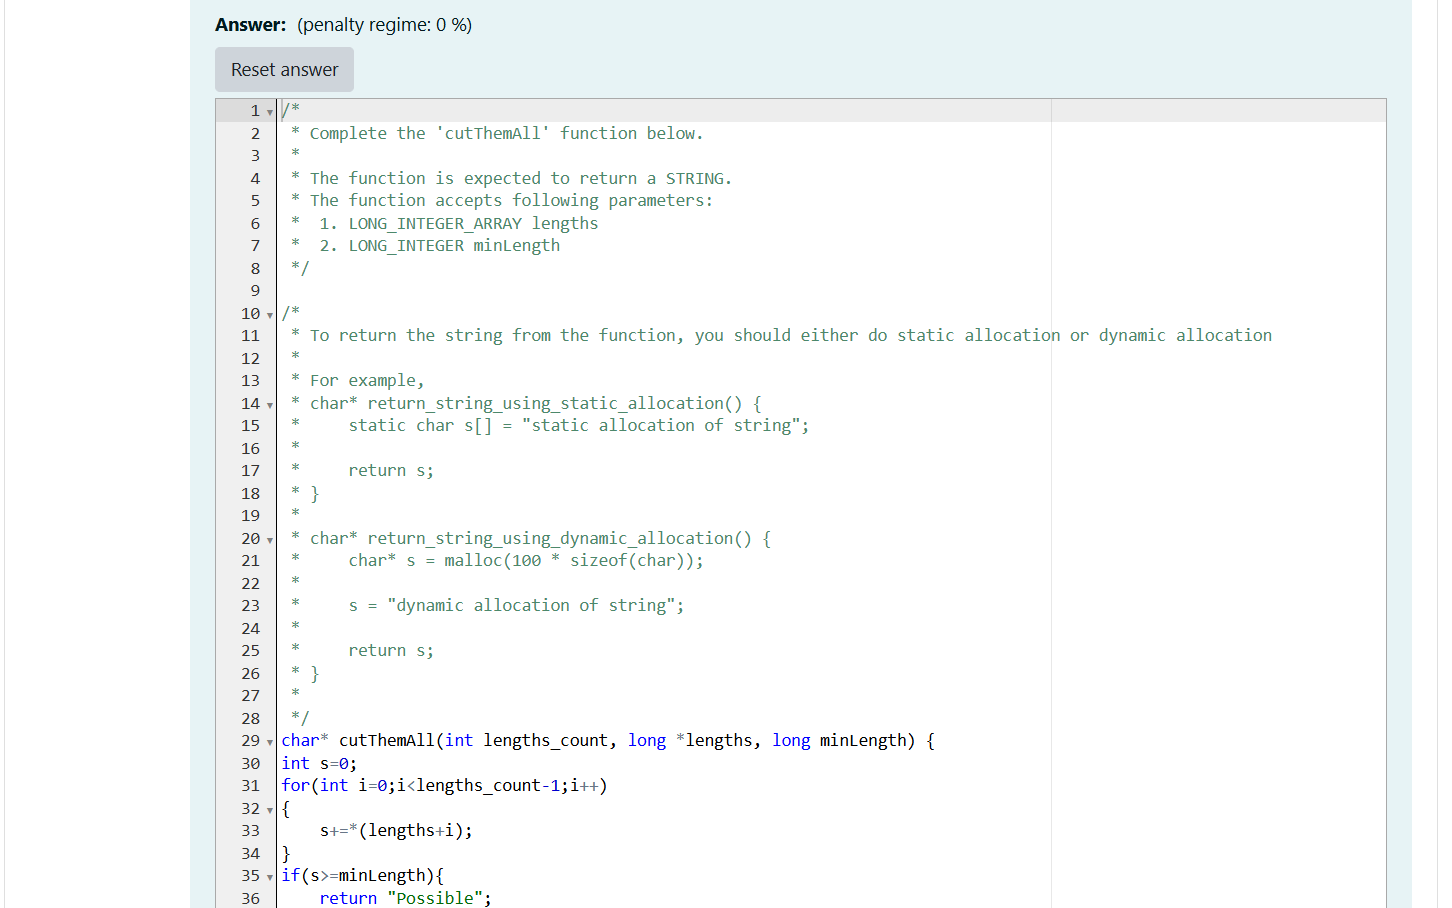 Answer: (penalty regime: 0 %)
Reset answer
1 /*
2  * Complete the 'cutThemAll' function below.
3  *
4  * The function is expected to return a STRING.
5  * The function accepts following parameters:
6  *  1. LONG_INTEGER_ARRAY lengths
7  *  2. LONG_INTEGER minLength
8  */
9
10 /*
11  * To return the string from the function, you should either do static allocation or dynamic allocation
12  *
13  * For example,
14  * char* return_string_using_static_allocation() {
15  *     static char s[] = "static allocation of string";
16  *
17  *     return s;
18  * }
19  *
20  * char* return_string_using_dynamic_allocation() {
21  *     char* s = malloc(100 * sizeof(char));
22  *
23  *     s = "dynamic allocation of string";
24  *
25  *     return s;
26  * }
27  *
28  */
29 char* cutThemAll(int lengths_count, long *lengths, long minLength) {
30 int s=0;
31 for(int i=0;i<lengths_count-1;i++)
32 {
33     s+=*(lengths+i);
34 }
35 if(s>=minLength){
36     return "Possible";